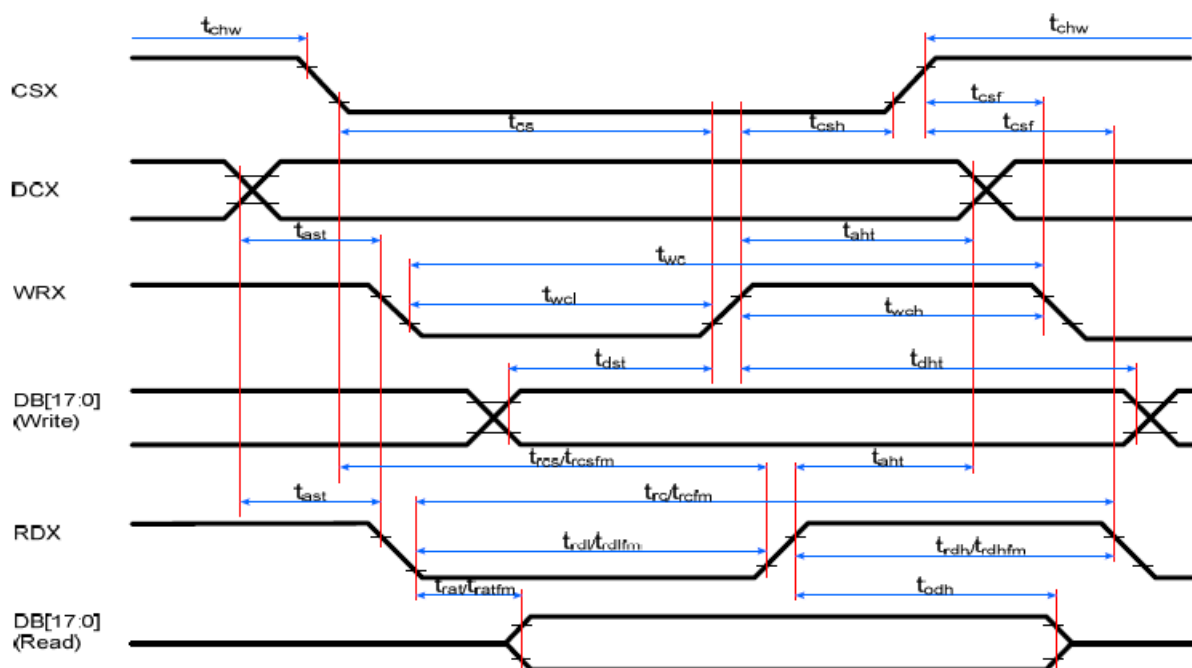 tchw tchw
CSX
tcsf
tcs tcsh tcsf
DCX
tast taht
twc
WRX
twcl twch
tdst tdht
DB[17:0]
(Write)
trcs/trcsfm taht
tast trc/trcfm
RDX
trdl/trdlfm trdh/trdhfm
trat/tratfm todh
DB[17:0]
(Read)